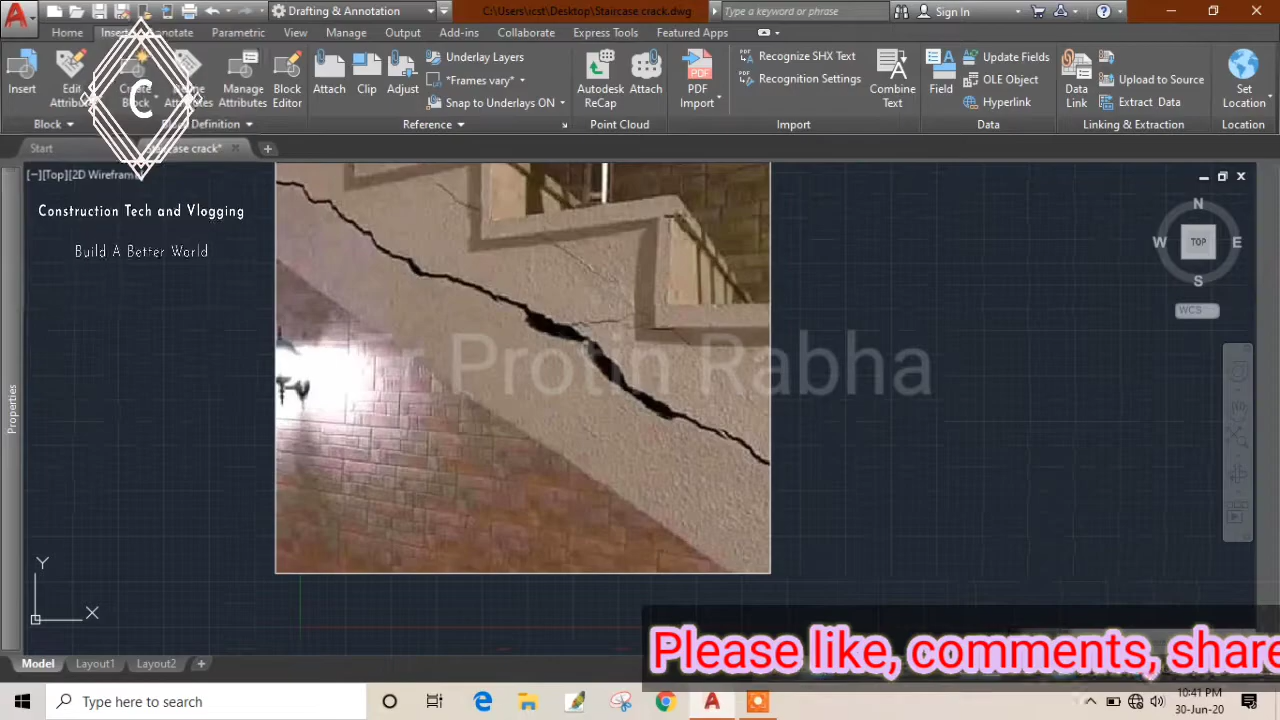 Drafting & Annotation
C:\Users\icst\Desktop\Staircase crack.dwg
Type a keyword or phrase
Sign In
Home
Annotate
Parametric
View
Manage
Output
Add-ins
Collaborate
Express Tools
Featured Apps
Insert
Edit
Manage
Attributes
Block
Editor
Attach
Clip
Adjust
Underlay Layers
*Frames vary*
Snap to Underlays ON
Autodesk
ReCap
Attach
PDF
Import
Recognize SHX Text
Recognition Settings
Combine
Text
Field
Update Fields
OLE Object
Hyperlink
Data
Link
Upload to Source
Extract Data
Set
Location
Block
Reference
Point Cloud
Import
Data
Linking & Extraction
Location
Start
C
[−][Top][2D Wireframe
Construction Tech and Vlogging
Build A Better World
N
W TOP E
S
WCS
Protin Rabha
Properties
Y
X
Please like, comments, share
Model Layout1 Layout2
Type here to search
10:41 PM
30-Jun-20